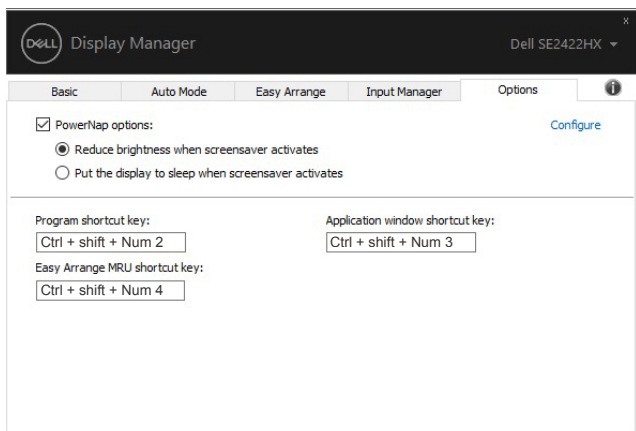 x
DELL Display Manager Dell SE2422HX
Basic Auto Mode Easy Arrange Input Manager Options i
PowerNap options: Configure
Reduce brightness when screensaver activates
Put the display to sleep when screensaver activates
Program shortcut key: Application window shortcut key:
Ctrl + shift + Num 2 Ctrl + shift + Num 3
Easy Arrange MRU shortcut key:
Ctrl + shift + Num 4